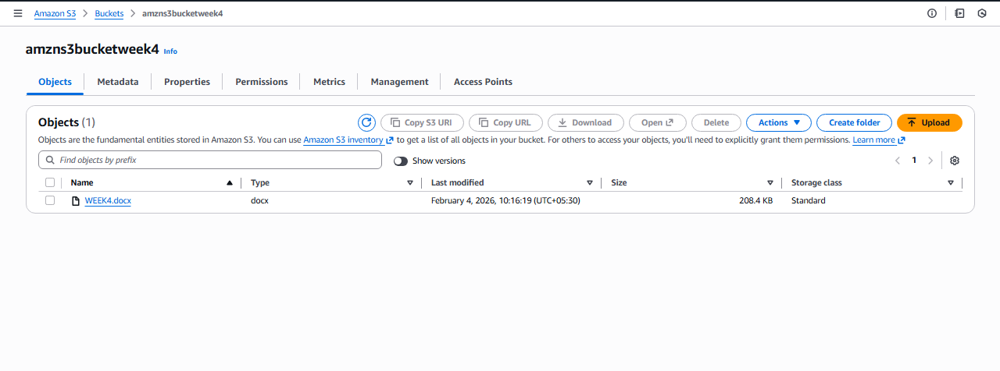 Amazon S3 > Buckets > amzns3bucketweek4
amzns3bucketweek4 Info
Objects Metadata Properties Permissions Metrics Management Access Points
Objects (1) Copy S3 URI Copy URL Download Open Delete Actions Create folder Upload
Objects are the fundamental entities stored in Amazon S3. You can use Amazon S3 inventory to get a list of all objects in your bucket. For others to access your objects, you'll need to explicitly grant them permissions. Learn more
Find objects by prefix Show versions < 1 >
Name Type Last modified Size Storage class
WEEK4.docx docx February 4, 2026, 10:16:19 (UTC+05:30) 208.4 KB Standard